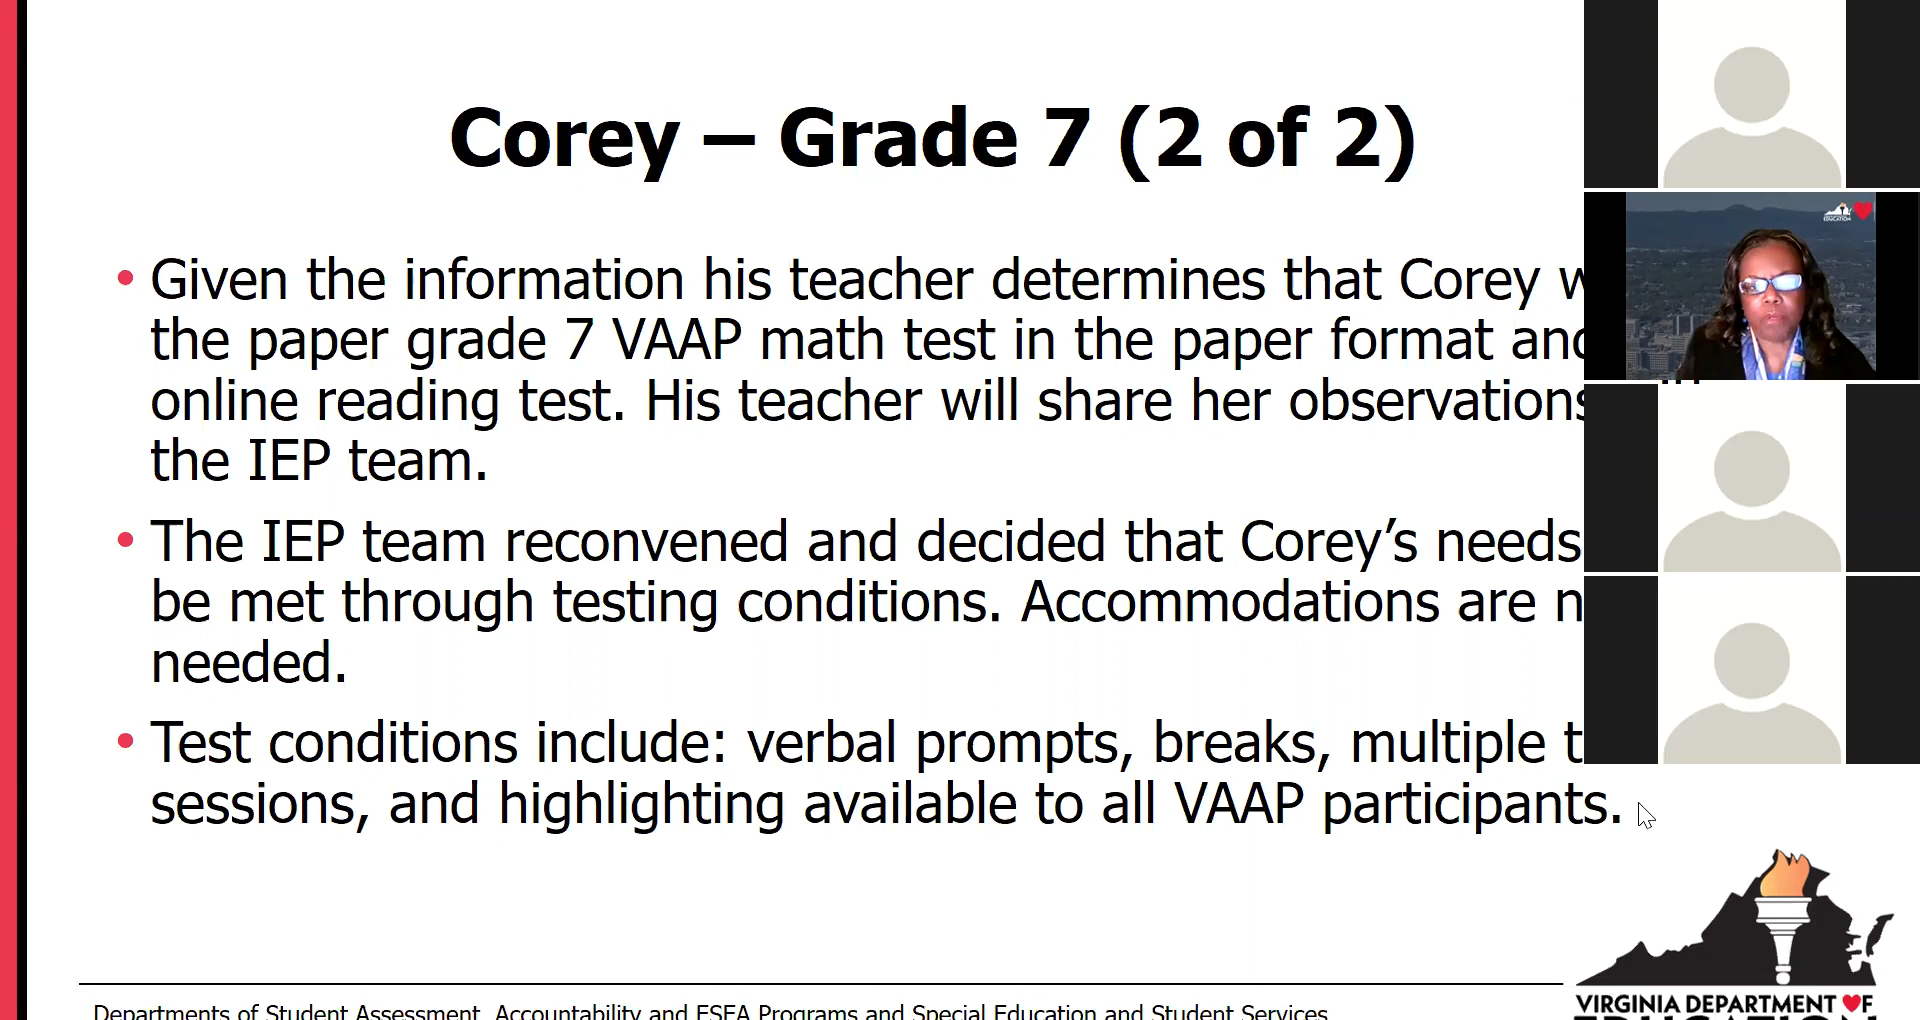 Corey – Grade 7 (2 of 2)
• Given the information his teacher determines that Corey
the paper grade 7 VAAP math test in the paper format and
online reading test. His teacher will share her observations
the IEP team.
• The IEP team reconvened and decided that Corey’s needs
be met through testing conditions. Accommodations are
needed.
• Test conditions include: verbal prompts, breaks, multiple
sessions, and highlighting available to all VAAP participants.
Departments of Student Assessment, Accountability and ESEA Programs and Special Education and Student Services
VIRGINIA DEPARTMENT OF
EDUCATION